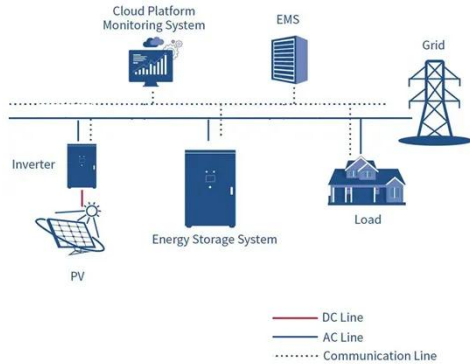 Cloud Platform
Monitoring System
EMS
Grid
Inverter
Energy Storage System
Load
PV
DC Line
AC Line
Communication Line